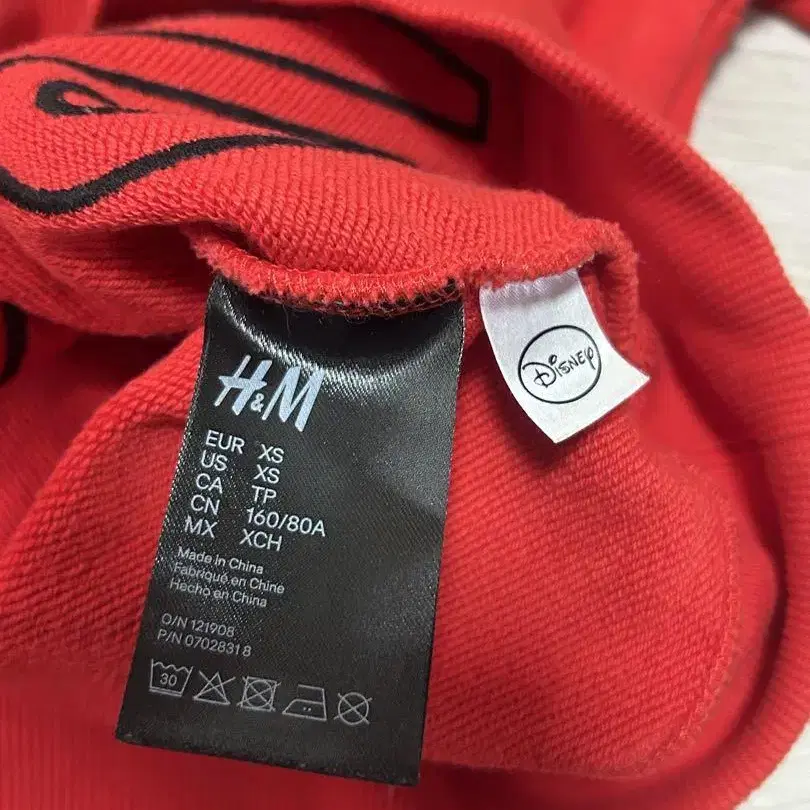 H&M
EUR XS
US XS
CA TP
CN 160/80A
MX XCH
Made in China
Fabriqué en Chine
Hecho en China
O/N 121908
P/N 07028318
30
Disney